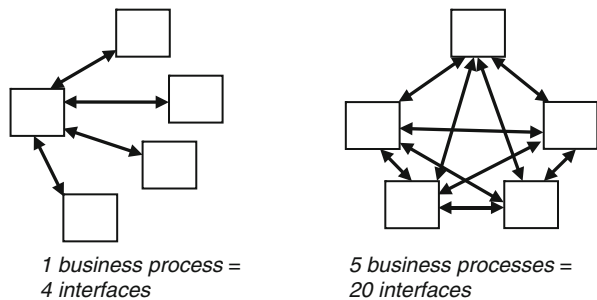 1 business process =
4 interfaces
5 business processes =
20 interfaces